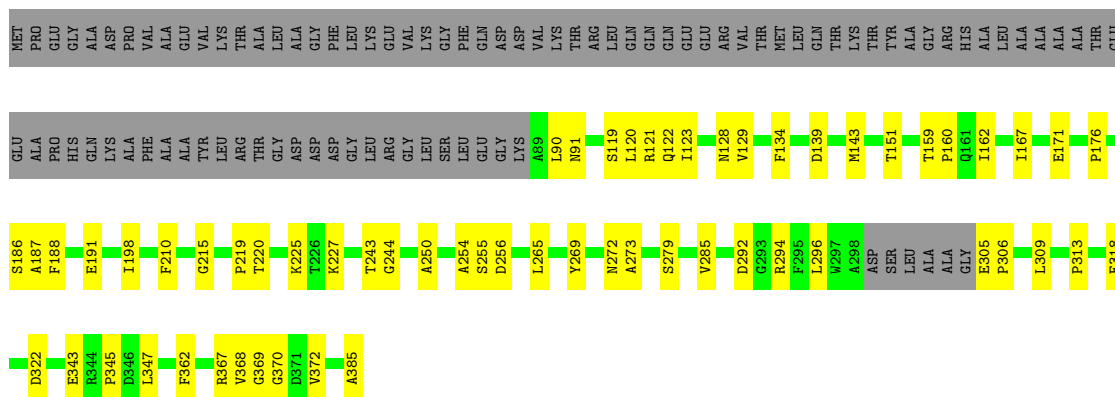 MET PRO GLU GLY ALA ASP PRO VAL ALA GLU VAL LYS THR ALA LEU ALA GLY PHE LEU LYS GLU VAL LYS GLY PHE GLN ASP ASP VAL LYS THR ARG LEU GLN GLN GLN GLU GLU ARG VAL THR MET LEU GLN THR LYS THR TYR ALA GLY ARG HIS ALA LEU ALA ALA ALA ALA THR GLU
GLU ALA PRO HIS GLN LYS ALA PHE ALA ALA TYR LEU ARG THR GLY ASP ASP ASP GLY LEU ARG GLY LEU SER GLU GLY LYS A89 L90 N91 S119 L120 R121 Q122 I123 N128 V129 F134 D139 M143 T151 T159 P160 Q161 I162 I167 E171 P176
S186 A187 F188 E191 I198 F210 G215 P219 T220 K225 T226 K227 T243 G244 A250 A254 S255 D256 L265 Y269 N272 A273 S279 V285 D292 G293 R294 F295 L296 W297 A298 ASP SER LEU ALA ALA GLY E305 P306 L309 P313 E318
D322 E343 R344 P345 D346 L347 F362 R367 V368 G369 G370 D371 V372 A385